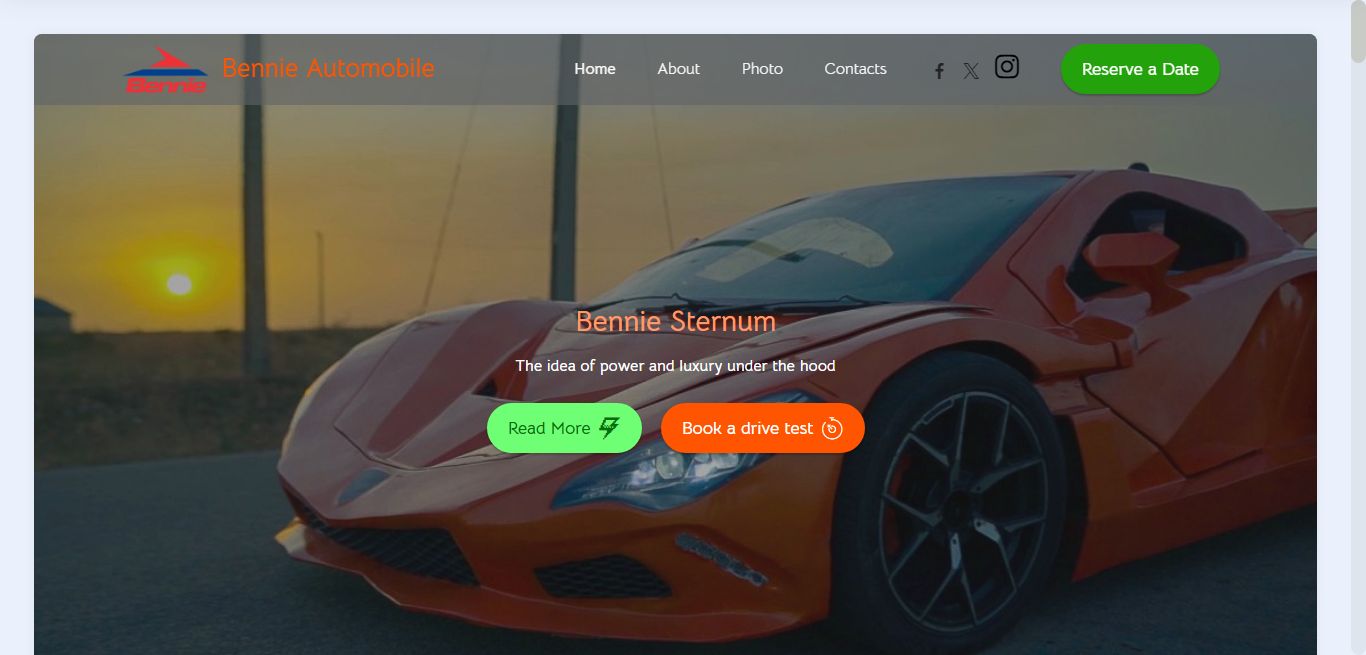 Bennie
Bennie Automobile
Home
About
Photo
Contacts
Reserve a Date
Bennie Sternum
The idea of power and luxury under the hood
Read More
Book a drive test